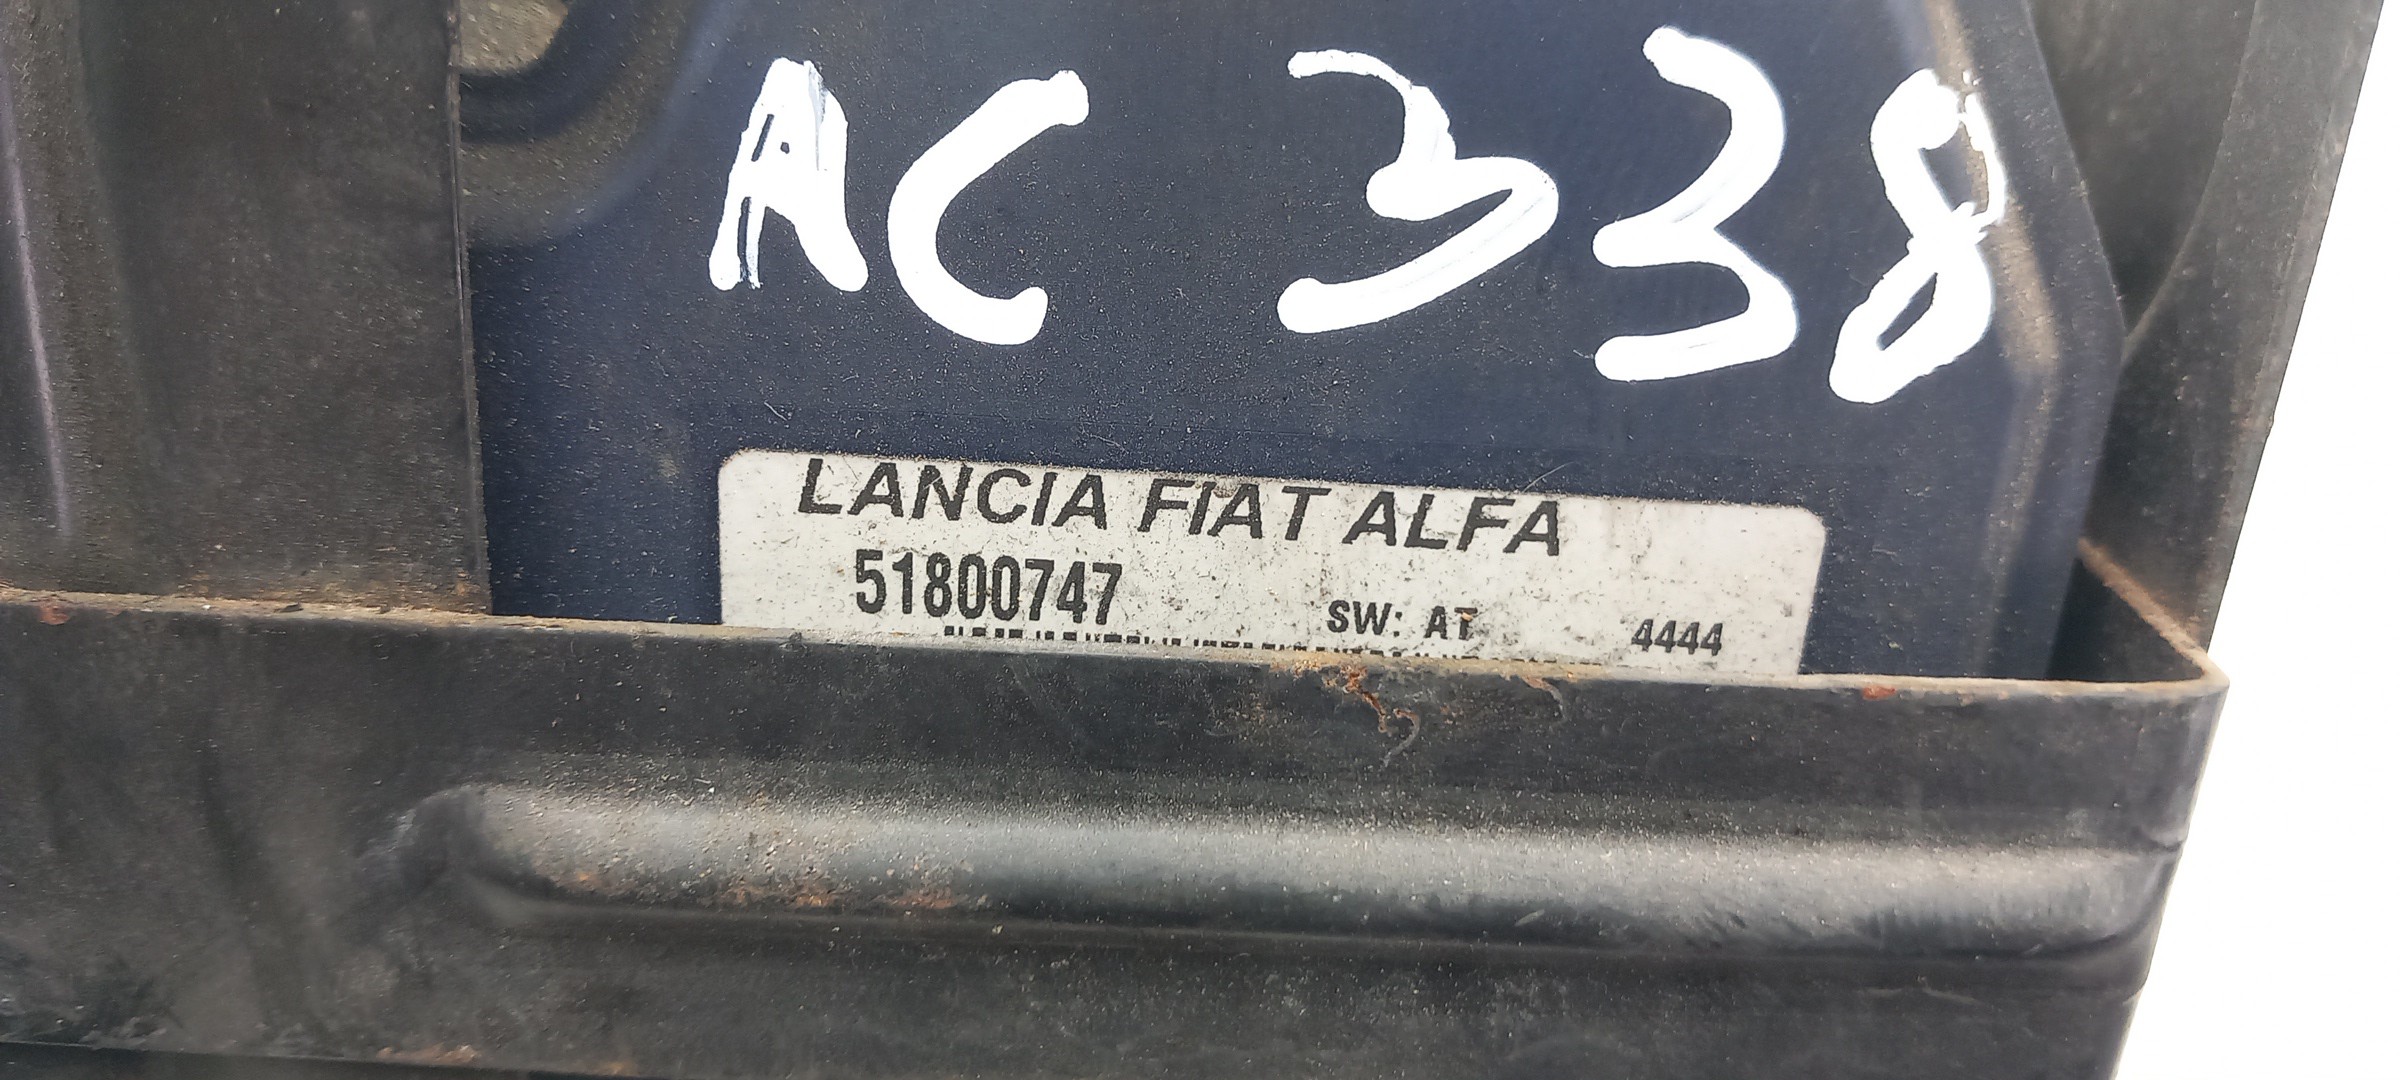 AC 338
LANCIA FIAT ALFA
51800747
SW: AT 4444